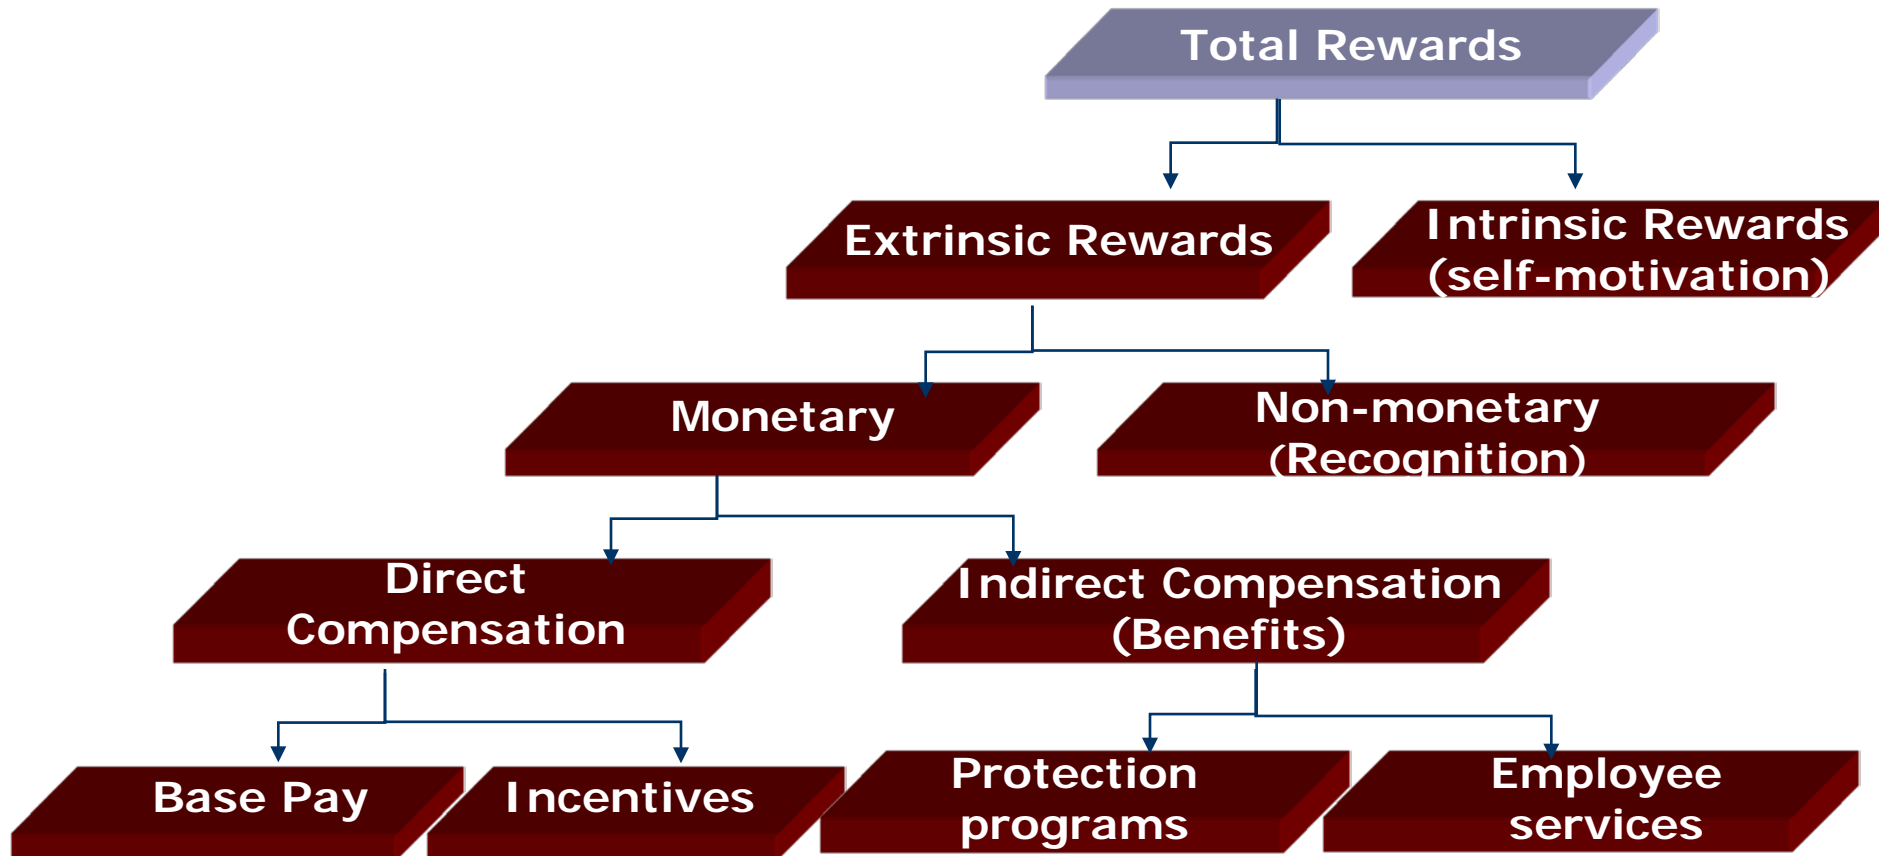 Total Rewards
Extrinsic Rewards
Intrinsic Rewards
(self-motivation)
Monetary
Non-monetary
(Recognition)
Direct
Compensation
Indirect Compensation
(Benefits)
Base Pay
Incentives
Protection
programs
Employee
services